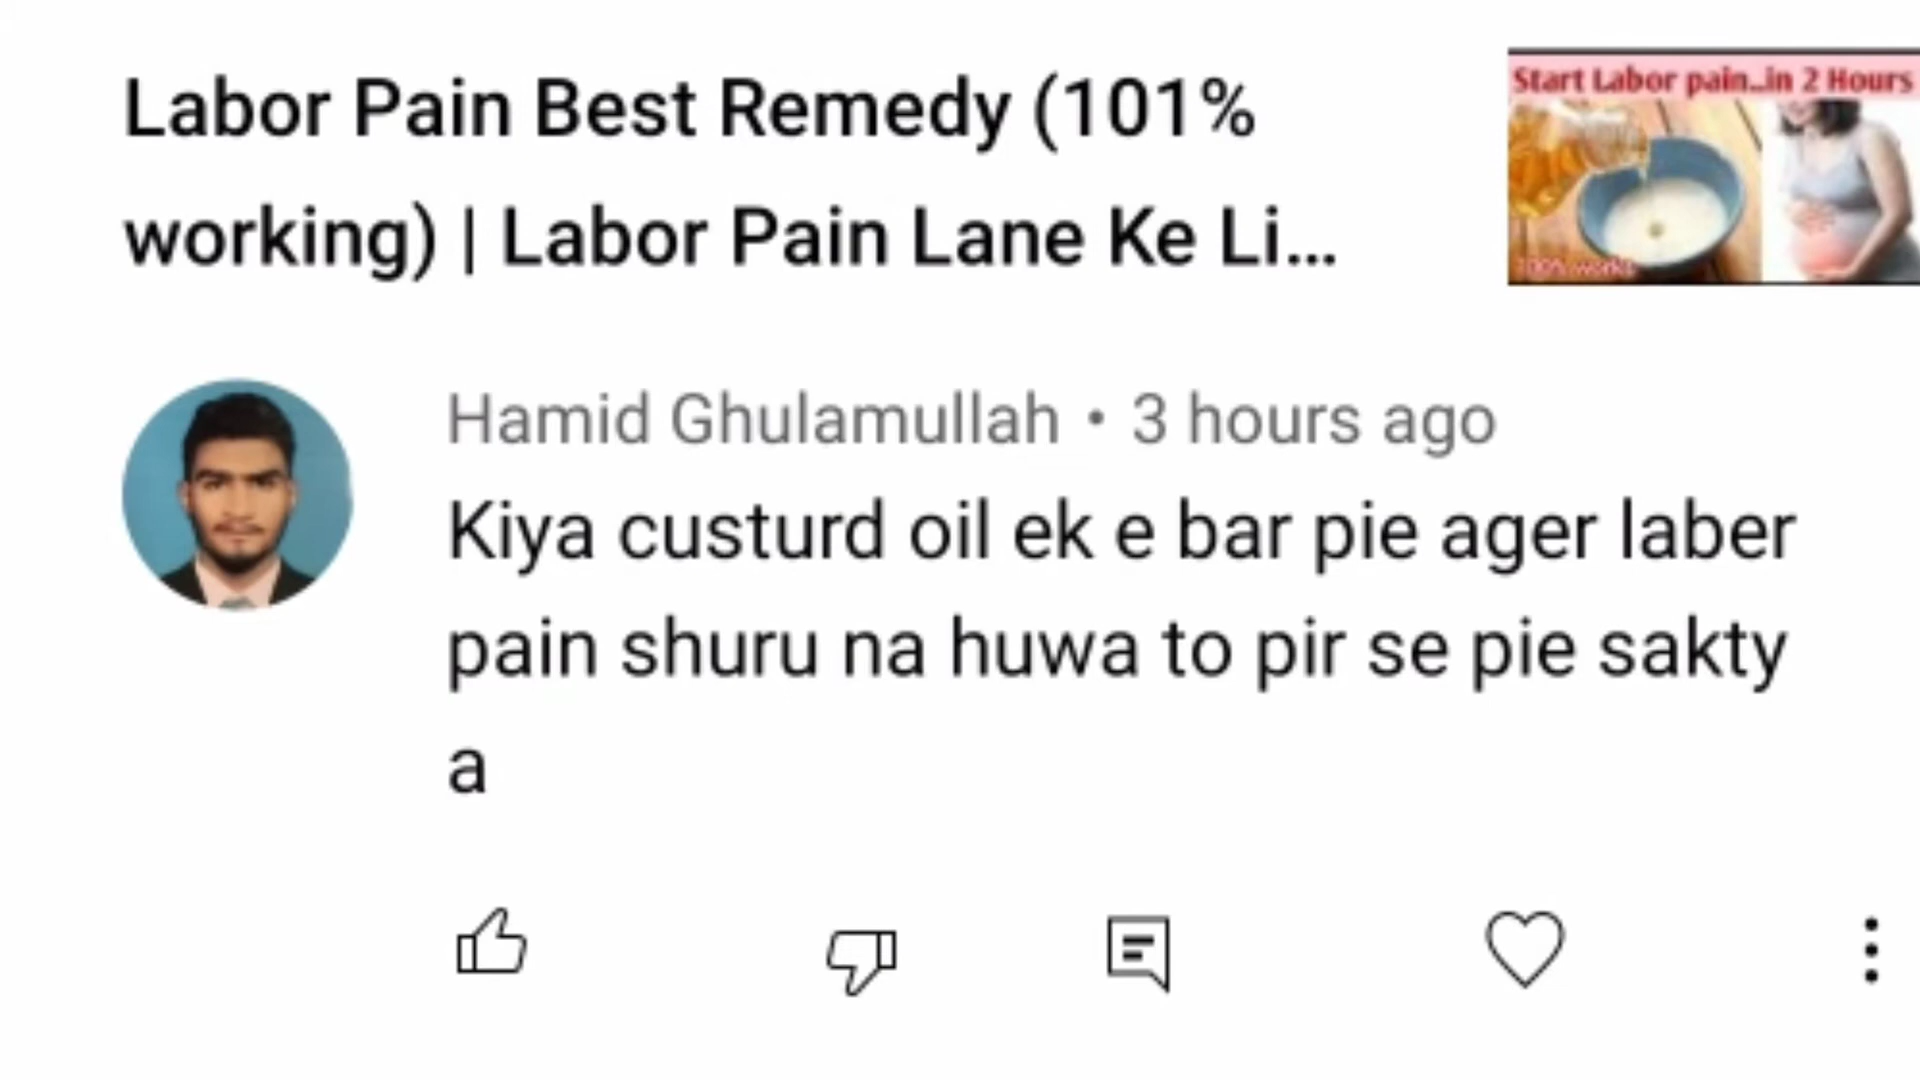 Labor Pain Best Remedy (101%
working) | Labor Pain Lane Ke Li...
Start Labor pain..in 2 Hours
100% works
Hamid Ghulamullah • 3 hours ago
Kiya custurd oil ek e bar pie ager laber
pain shuru na huwa to pir se pie sakty
a